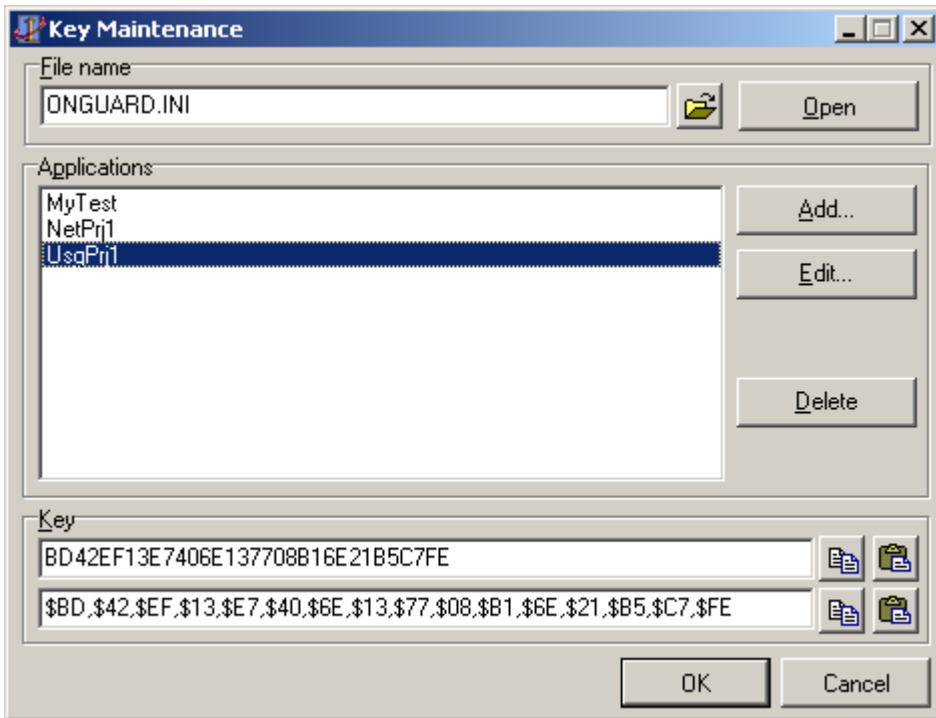 Key Maintenance
File name
ONGUARD.INI
Open
Applications
MyTest
NetPrj1
UsgPrj1
Add...
Edit...
Delete
Key
BD42EF13E7406E137708B16E21B5C7FE
$BD,$42,$EF,$13,$E7,$40,$6E,$13,$77,$08,$B1,$6E,$21,$B5,$C7,$FE
OK
Cancel